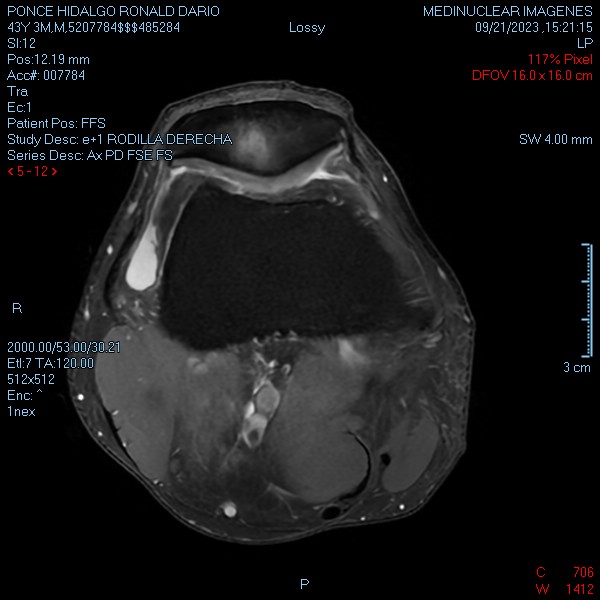 PONCE HIDALGO RONALD DARIO
43Y 3M,M,5207784$$$485284
SI:12
Pos:12.19 mm
Acc#: 007784
Tra
Ec:1
Patient Pos: FFS
Study Desc: e+1 RODILLA DERECHA
Series Desc: Ax PD FSE FS
< 5 - 12 >
Lossy
MEDINUCLEAR IMAGENES
09/21/2023 ,15:21:15
LP
117% Pixel
DFOV 16.0 x 16.0 cm
SW 4.00 mm
R
2000.00/53.00/30.21
Etl:7 TA:120.00
512x512
Enc: ^
1nex
3 cm
P
C 706
W 1412